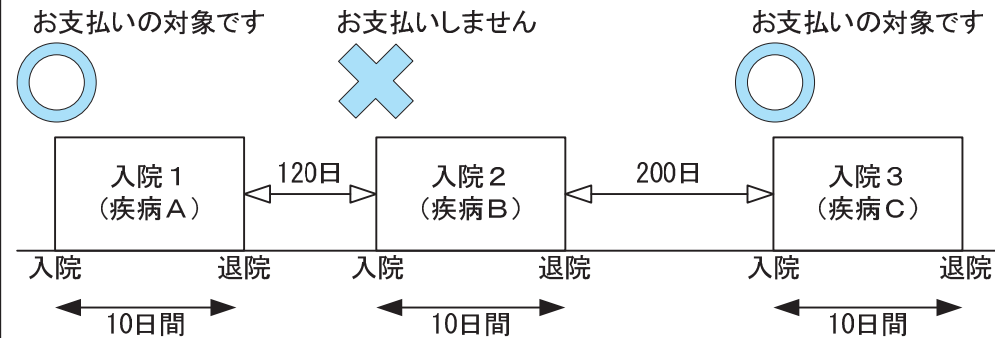 お支払いの対象です
お支払いしません
お支払いの対象です
入院１
（疾病Ａ）
120日
入院２
（疾病Ｂ）
200日
入院３
（疾病Ｃ）
入院
退院
入院
退院
入院
退院
10日間
10日間
10日間